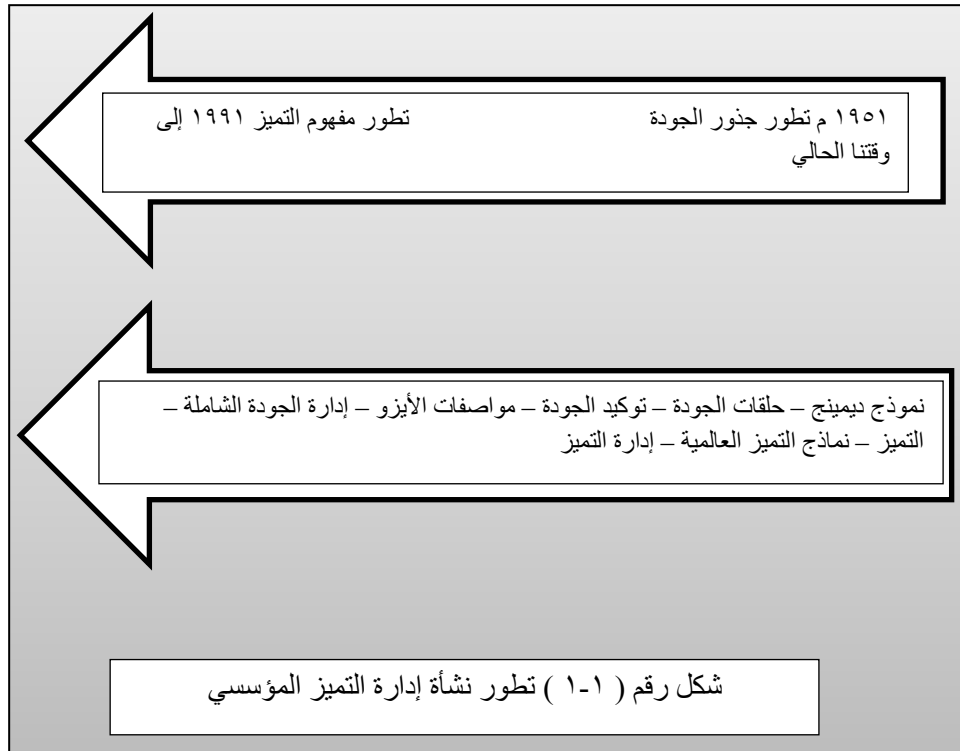 ١٩٥١ م تطور جذور الجودة تطور مفهوم التميز ١٩٩١ إلى
وقتنا الحالي
نموذج ديمينج – حلقات الجودة – توكيد الجودة – مواصفات الأيزو – إدارة الجودة الشاملة –
التميز – نماذج التميز العالمية – إدارة التميز
شكل رقم ( ١-١ ) تطور نشأة إدارة التميز المؤسسي